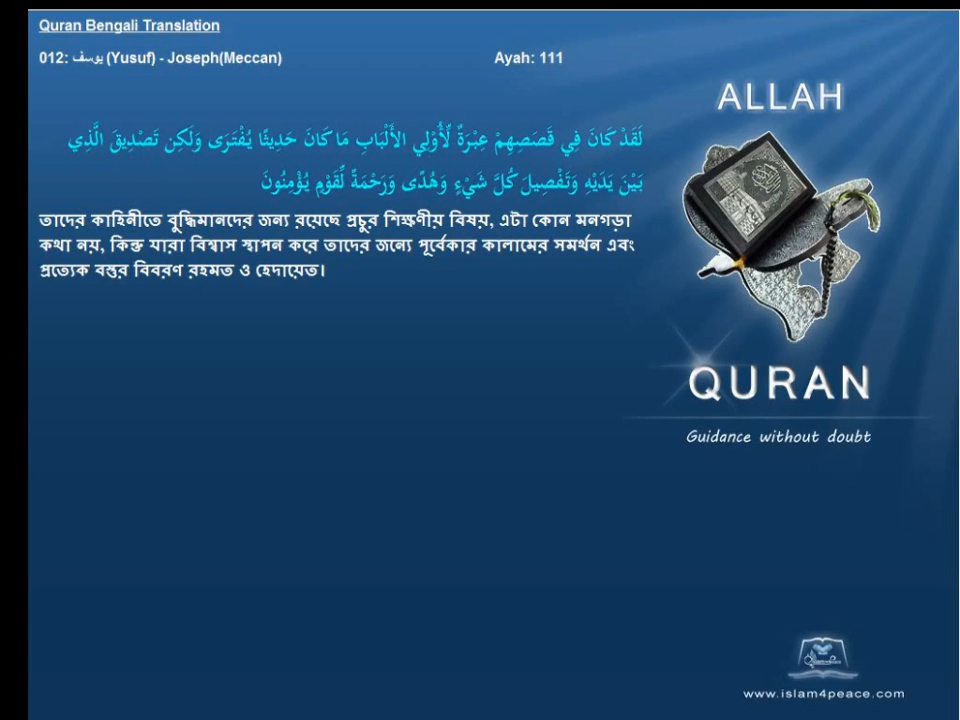 Quran Bengali Translation
012: يوسف (Yusuf) - Joseph(Meccan) Ayah: 111
ALLAH
لَقَدْ كَانَ فِي قَصَصِهِمْ عِبْرَةٌ لِّأُوْلِي الأَلْبَابِ مَا كَانَ حَدِيثًا يُفْتَرَى وَلَكِن تَصْدِيقَ الَّذِي
بَيْنَ يَدَيْهِ وَتَفْصِيلَ كُلَّ شَيْءٍ وَهُدًى وَرَحْمَةً لِّقَوْمٍ يُؤْمِنُونَ
তাদের কাহিনীতে বুদ্ধিমানদের জন্য রয়েছে প্রচুর শিক্ষণীয় বিষয়, এটা কোন মনগড়া
কথা নয়, কিন্তু যারা বিশ্বাস স্থাপন করে তাদের জন্যে পূর্বেকার কালামের সমর্থন এবং
প্রত্যেক বস্তুর বিবরণ রহমত ও হেদায়েত।
QURAN
Guidance without doubt
www.islam4peace.com